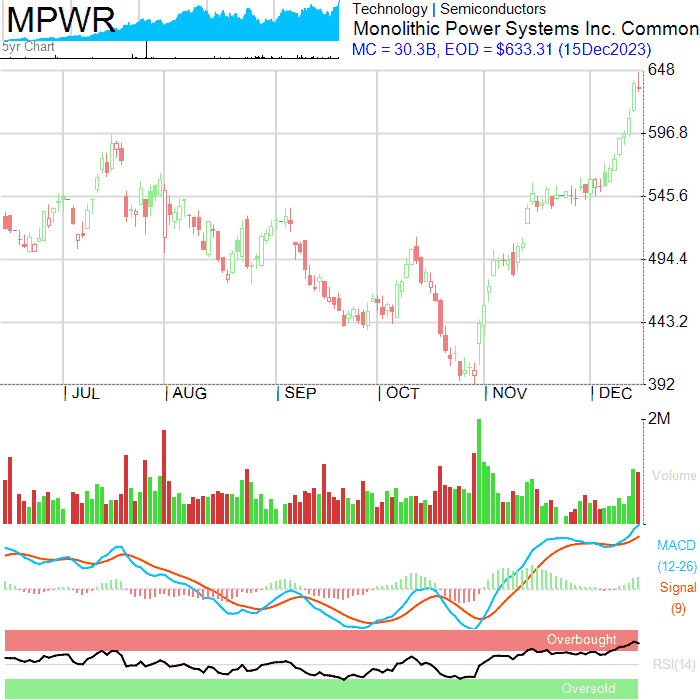 MPWR
5yr Chart
Technology | Semiconductors
Monolithic Power Systems Inc. Common
MC = 30.3B, EOD = $633.31 (15Dec2023)
648
596.8
545.6
494.4
443.2
392
JUL AUG SEP OCT NOV DEC
2M
Volume
MACD
(12-26)
Signal
(9)
Overbought
RSI(14)
Oversold